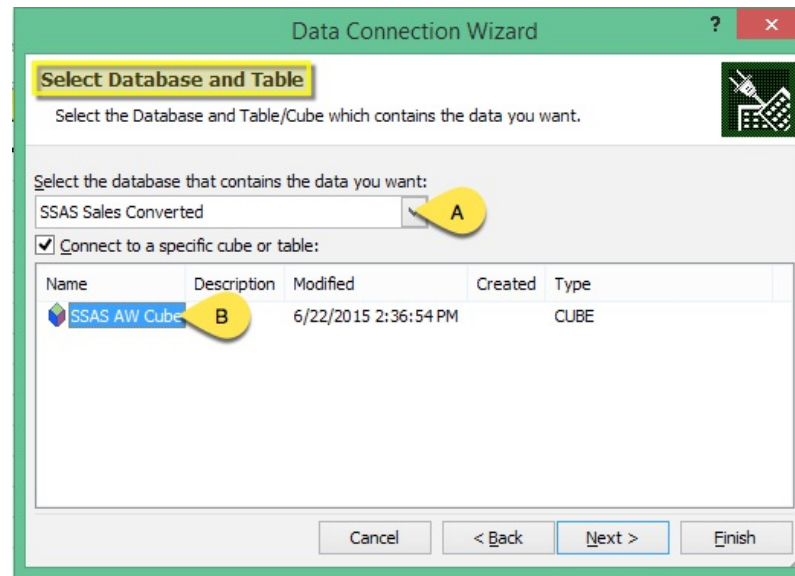 Data Connection Wizard
?
×
Select Database and Table
Select the Database and Table/Cube which contains the data you want.
Select the database that contains the data you want:
SSAS Sales Converted
A
Connect to a specific cube or table:
Name Description Modified Created Type
SSAS AW Cube B 6/22/2015 2:36:54 PM CUBE
Cancel < Back Next > Finish